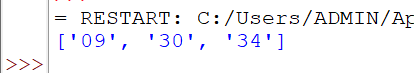 = RESTART: C:/Users/ADMIN/Ap
['09', '30', '34']
>>>